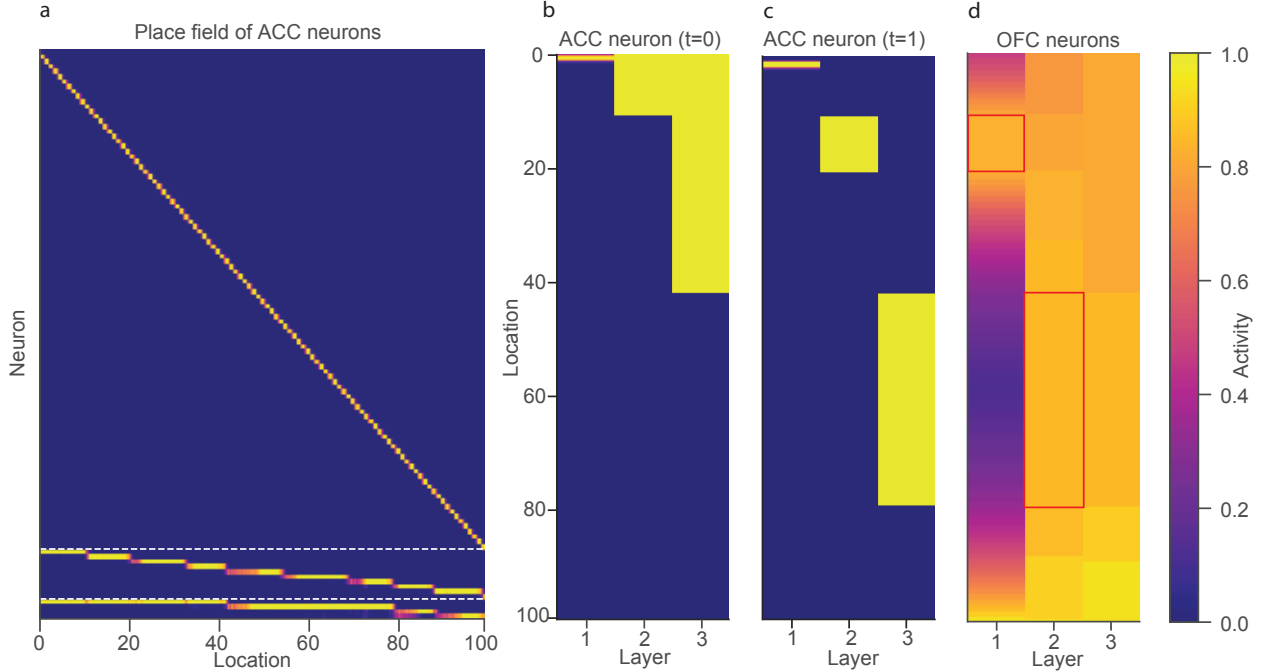 a
b
c
d
Place field of ACC neurons
ACC neuron (t=0)
ACC neuron (t=1)
OFC neurons
Neuron
0
20
40
60
80
100
Location
Location
0
20
40
60
80
100
1
2
3
Layer
1
2
3
Layer
1
2
3
Layer
1.0
0.8
0.6
0.4
0.2
0.0
Activity